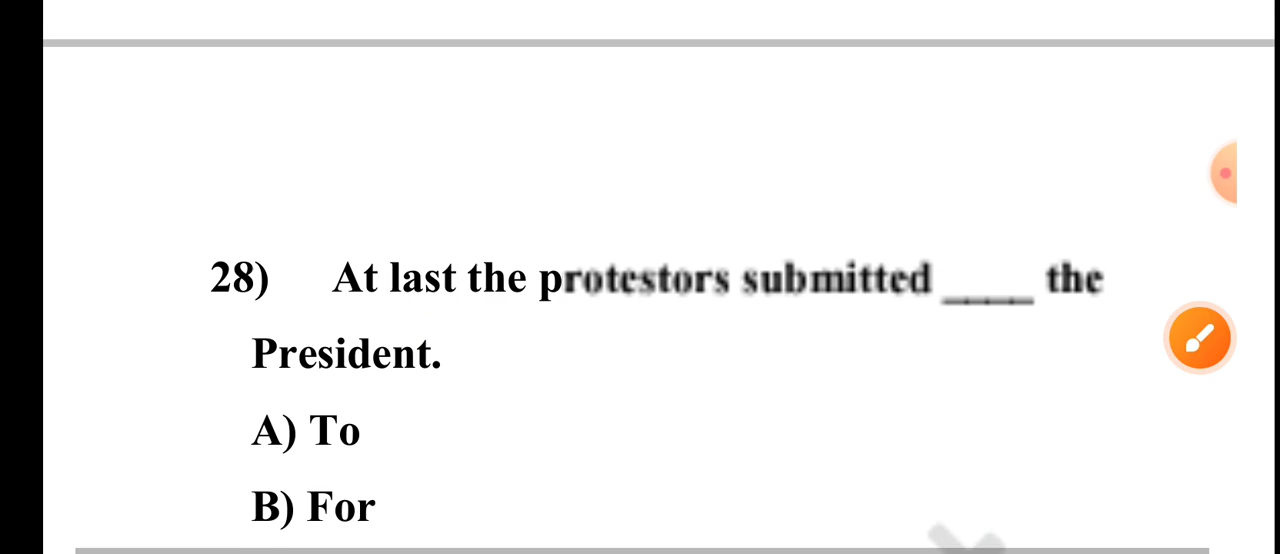 28) At last the protestors submitted ____ the
President.
A) To
B) For